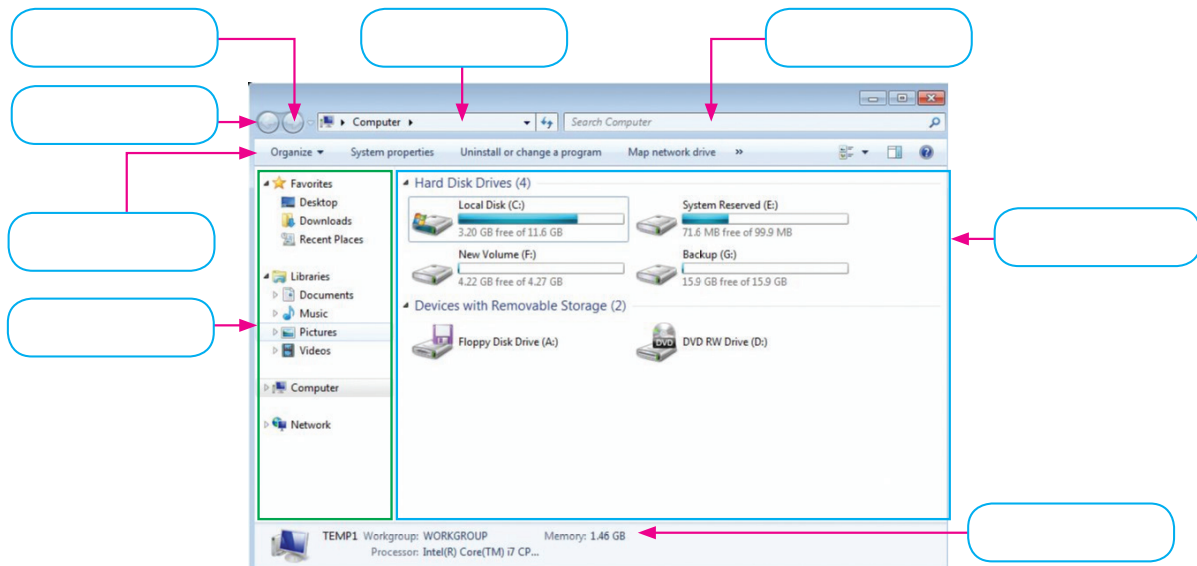 Computer
Search Computer
Organize
System properties
Uninstall or change a program
Map network drive
»
Favorites
Desktop
Downloads
Recent Places
Libraries
Documents
Music
Pictures
Videos
Computer
Network
Hard Disk Drives (4)
Local Disk (C:)
3.20 GB free of 11.6 GB
System Reserved (E:)
71.6 MB free of 99.9 MB
New Volume (F:)
4.22 GB free of 4.27 GB
Backup (G:)
15.9 GB free of 15.9 GB
Devices with Removable Storage (2)
Floppy Disk Drive (A:)
DVD
DVD RW Drive (D:)
TEMP1 Workgroup: WORKGROUP Memory: 1.46 GB
Processor: Intel(R) Core(TM) i7 CP...